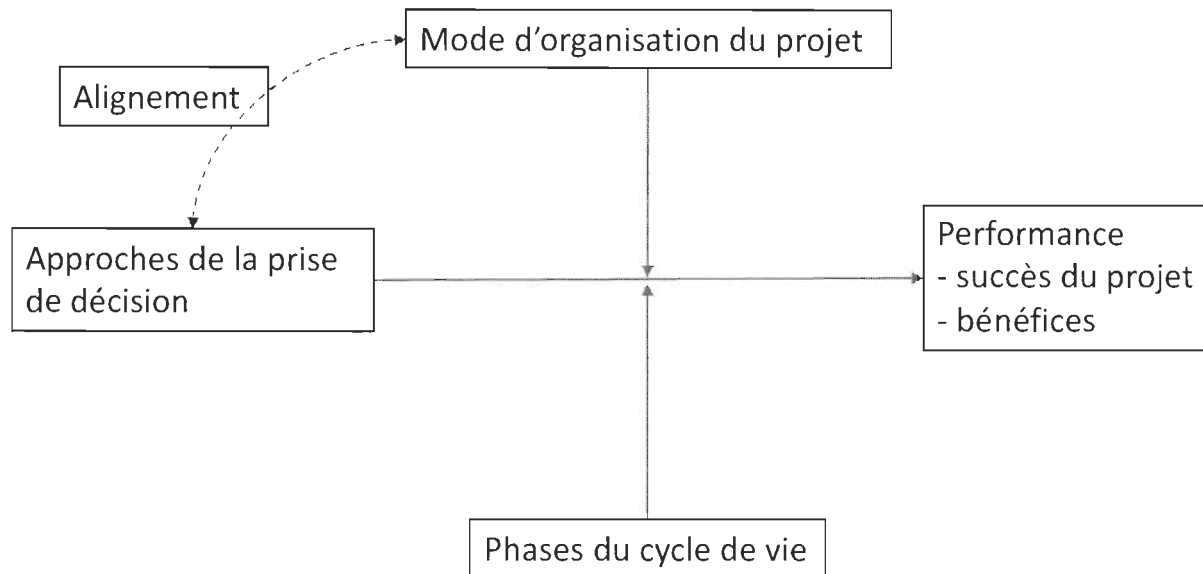 Mode d'organisation du projet
Alignement
Approches de la prise
de décision
Performance
- succès du projet
- bénéfices
Phases du cycle de vie